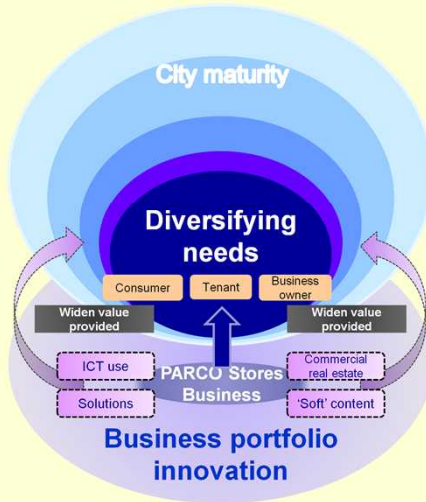 City maturity
Diversifying
needs
Consumer
Tenant
Business
owner
Widen value
provided
Widen value
provided
ICT use
Commercial
real estate
PARCO Stores
Business
Solutions
'Soft' content
Business portfolio
innovation